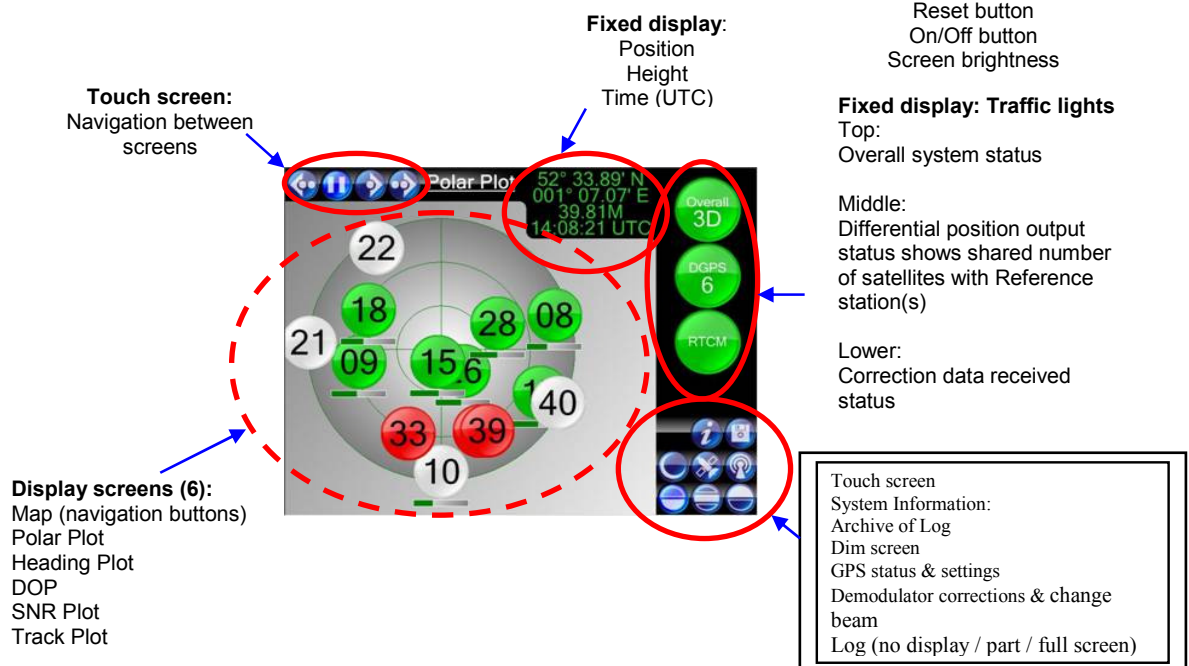 Reset button
On/Off button
Screen brightness
Fixed display:
Position
Height
Time (UTC)
Touch screen:
Navigation between
screens
Fixed display: Traffic lights
Top:
Overall system status
Middle:
Differential position output
status shows shared number
of satellites with Reference
station(s)
Lower:
Correction data received
status
Polar Plot
52° 33.89' N
001° 07.07' E
39.81M
14:08:21 UTC
Overall
3D
DGPS
6
RTCM
22
18
28
08
21
09
15
40
33
39
10
i
Display screens (6):
Map (navigation buttons)
Polar Plot
Heading Plot
DOP
SNR Plot
Track Plot
Touch screen
System Information:
Archive of Log
Dim screen
GPS status & settings
Demodulator corrections & change
beam
Log (no display / part / full screen)